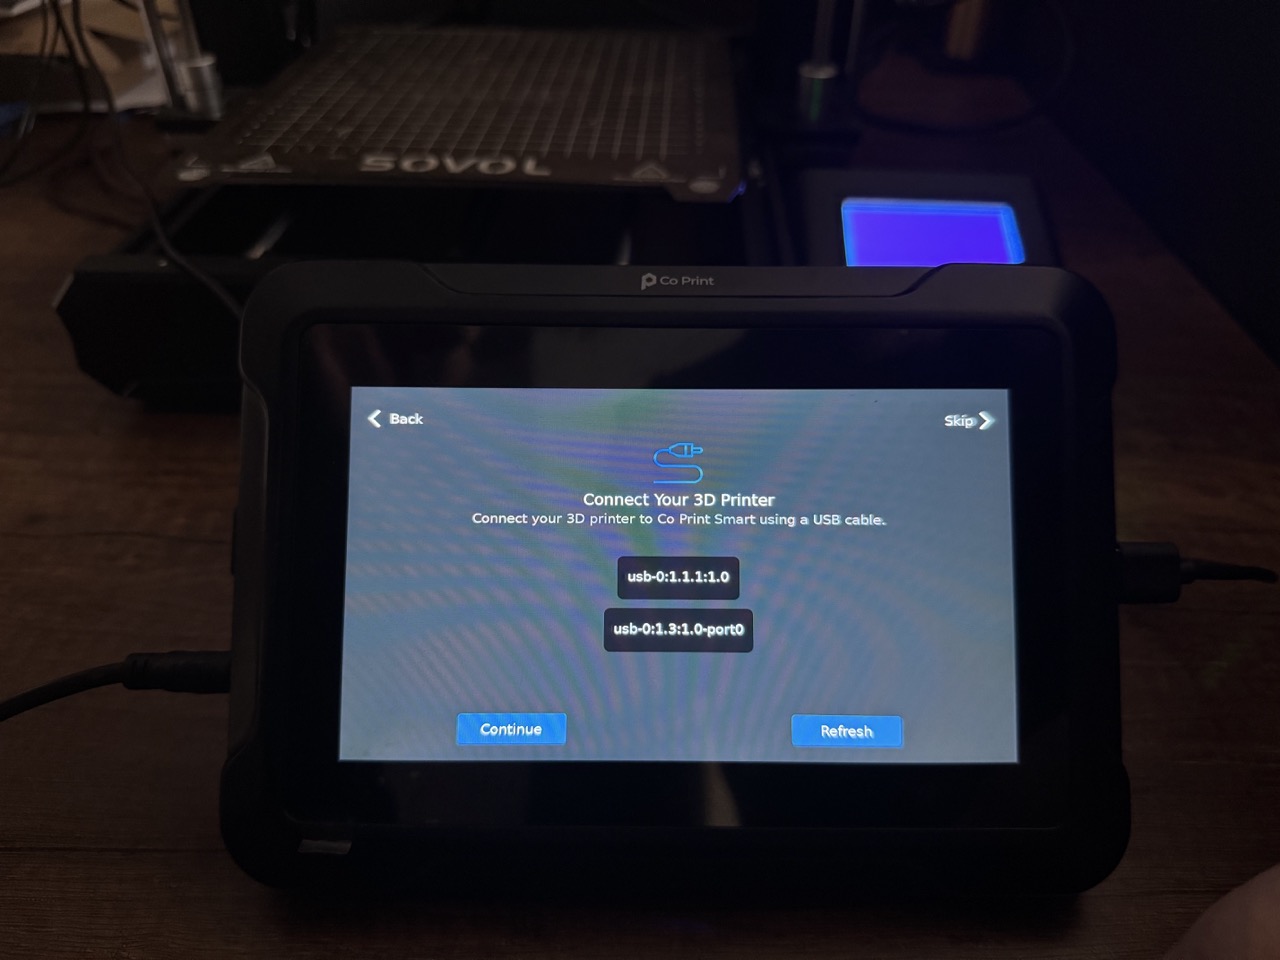 SOVOL
Co Print
Back
Skip
Connect Your 3D Printer
Connect your 3D printer to Co Print Smart using a USB cable.
usb-0:1.1.1:1.0
usb-0:1.3:1.0-port0
Continue
Refresh